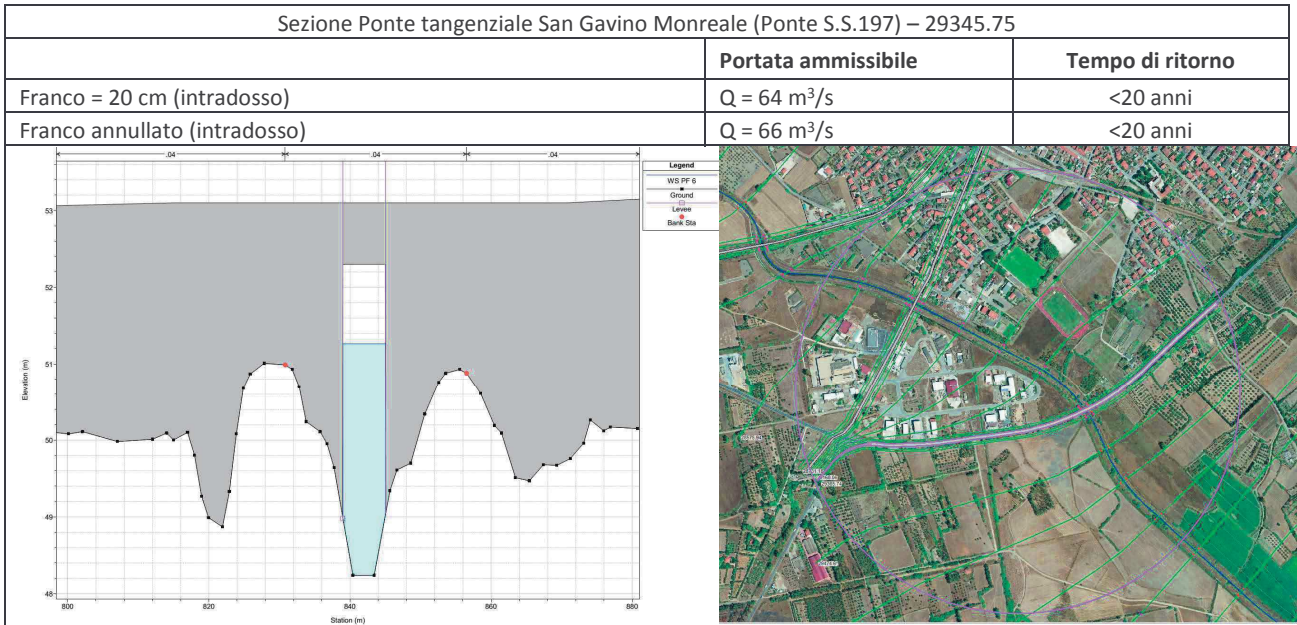 Sezione Ponte tangenziale San Gavino Monreale (Ponte S.S.197) – 29345.75
Portata ammissibile
Tempo di ritorno
Franco = 20 cm (intradosso)
Q = 64 m³/s
<20 anni
Franco annullato (intradosso)
Q = 66 m³/s
<20 anni
.04
.04
.04
Legend
WS PF 6
Ground
Levee
Bank Sta
53
52
51
50
49
48
Elevation (m)
800
820
840
860
880
Station (m)